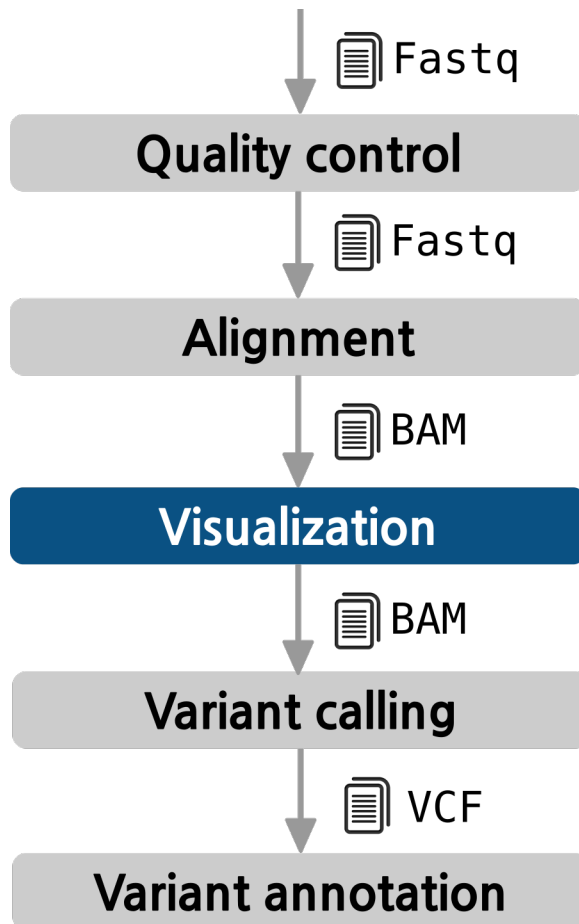 Fastq
Quality control
Fastq
Alignment
BAM
Visualization
BAM
Variant calling
VCF
Variant annotation